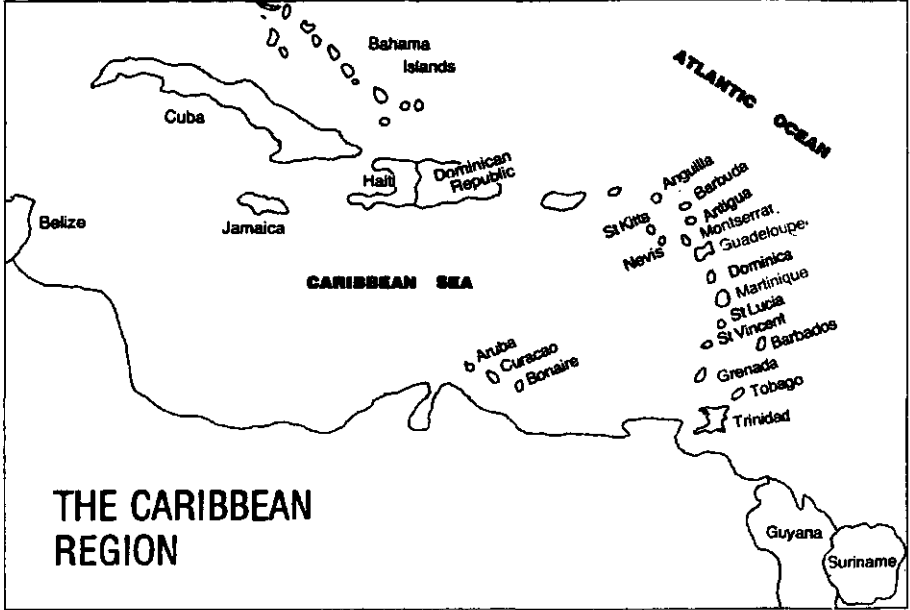 Bahama
Islands
ATLANTIC OCEAN
Cuba
Haiti
Dominican
Republic
Anguilla
Barbuda
Antigua
Montserrat
Guadeloupe
St Kitts
Nevis
Belize
Jamaica
CARIBBEAN SEA
Dominica
Martinique
St Lucia
St Vincent
Barbados
Aruba
Curacao
Bonaire
Grenada
Tobago
Trinidad
THE CARIBBEAN
REGION
Guyana
Suriname